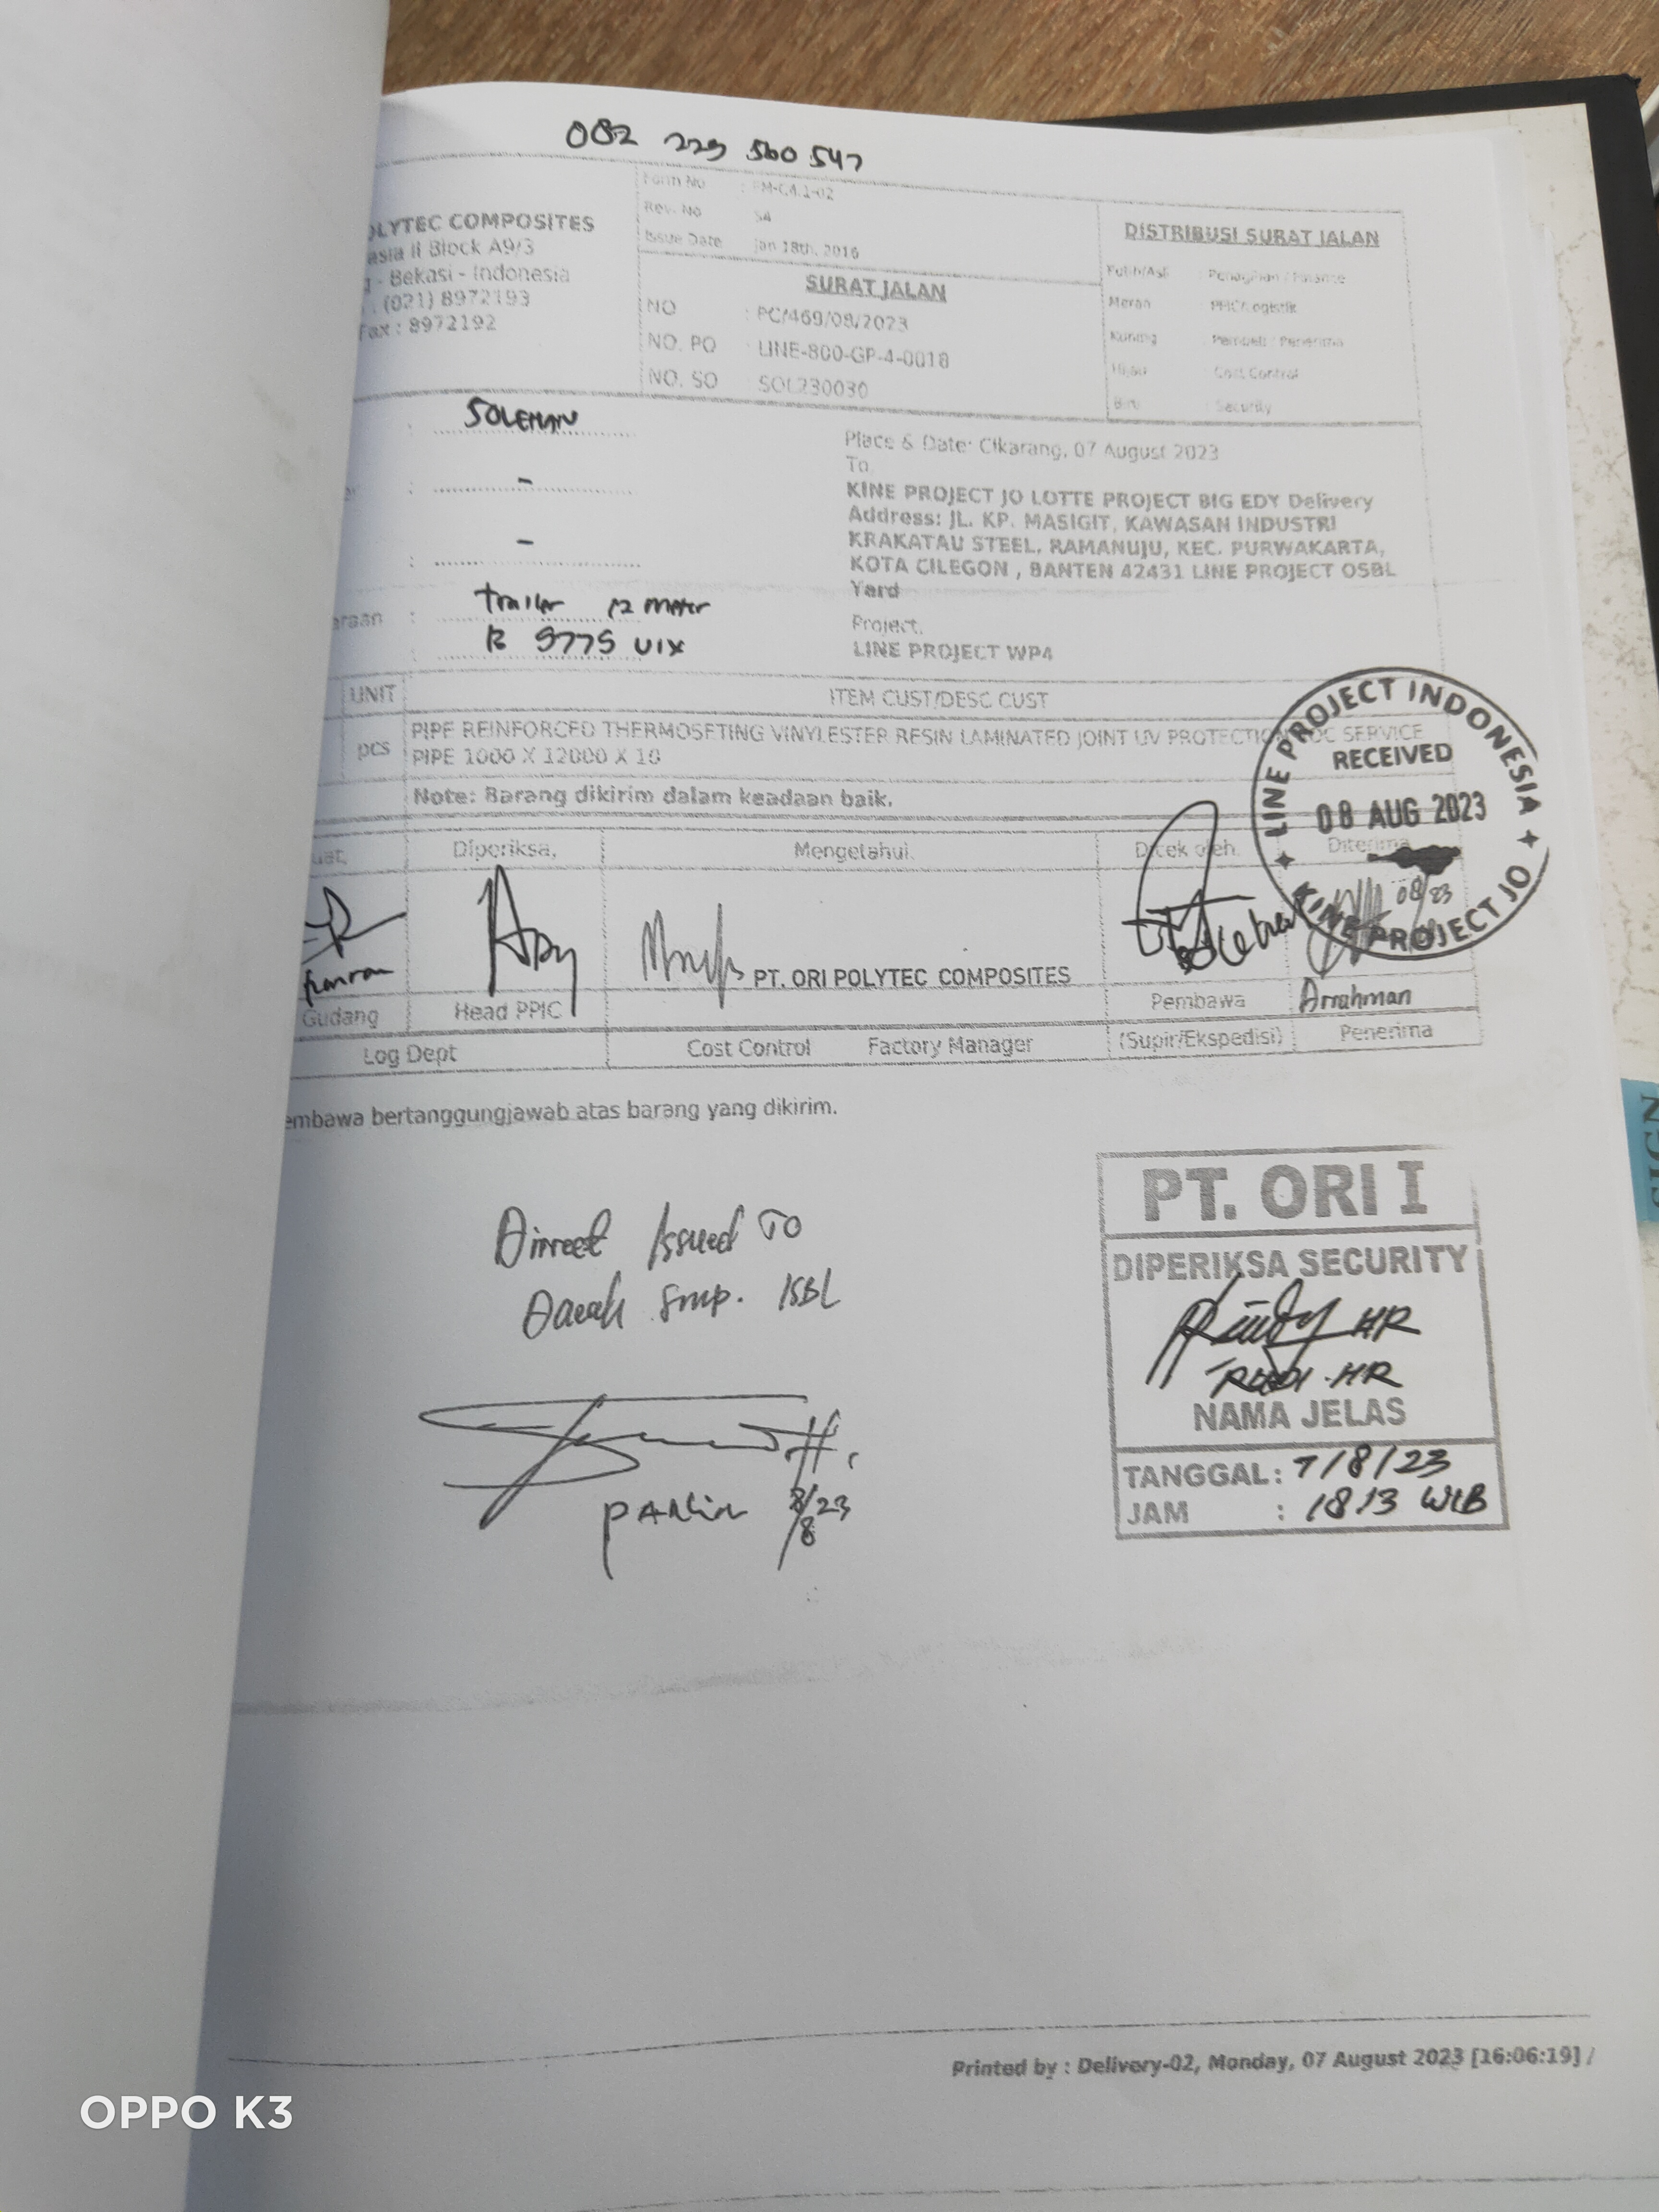 082 229 560 547
OLYTEC COMPOSITES
asia II Block A9/3
- Bekasi - Indonesia
. (021) 8972193
Fax : 8972192
Form No : FM-C4.1-02
Rev. No
Issue Date Jan 18th, 2016
SURAT JALAN
NO : PC/469/08/2023
NO. PO : LINE-800-GP-4-0018
NO. SO : SOL230030
DISTRIBUSI SURAT JALAN
Putih/Asli : Penagihan / Finance
Merah : PPIC/Logistik
Kuning : Pembeli / Penerima
Hijau : Cost Control
Biru : Security
: SOLEMAN
: -
: -
araan : Trailer 12 meter
: B 9775 UIX
Place & Date: Cikarang, 07 August 2023
To
KINE PROJECT JO LOTTE PROJECT BIG EDY Delivery
Address: JL. KP. MASIGIT, KAWASAN INDUSTRI
KRAKATAU STEEL, RAMANUJU, KEC. PURWAKARTA,
KOTA CILEGON , BANTEN 42431 LINE PROJECT OSBL
Yard
Project.
LINE PROJECT WP4
UNIT ITEM CUST/DESC CUST
pcs PIPE REINFORCED THERMOSETING VINYLESTER RESIN LAMINATED JOINT UV PROTECTION SERVICE
PIPE 1000 X 12000 X 10
Note: Barang dikirim dalam keadaan baik.
LINE PROJECT INDONESIA
RECEIVED
08 AUG 2023
KINE PROJECT JO
uat, Diperiksa, Mengetahui, Dicek oleh Diterima
08/23
PT. ORI POLYTEC COMPOSITES
Gudang Head PPIC Pembawa Arrahman
Log Dept Cost Control Factory Manager (Supir/Ekspedisi) Penerima
embawa bertanggungjawab atas barang yang dikirim.
Direct Issued To
ISBL
8/8/23
PT. ORI I
DIPERIKSA SECURITY
RUDI . HR
NAMA JELAS
TANGGAL : 7/8/23
JAM : 18.13 WIB
Printed by : Delivery-02, Monday, 07 August 2023 [16:06:19] /
OPPO K3